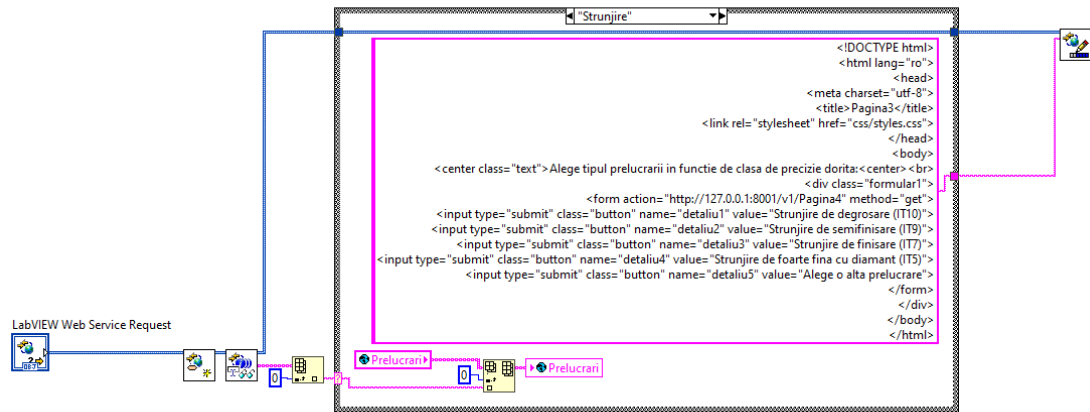 "Strunjire"
<!DOCTYPE html>
<html lang="ro">
<head>
<meta charset="utf-8">
<title>Pagina3</title>
<link rel="stylesheet" href="css/styles.css">
</head>
<body>
<center class="text">Alege tipul prelucrarii in functie de clasa de precizie dorita:<center><br>
<div class="formular1">
<form action="http://127.0.0.1:8001/v1/Pagina4" method="get">
<input type="submit" class="button" name="detaliu1" value="Strunjire de degrosare (IT10)">
<input type="submit" class="button" name="detaliu2" value="Strunjire de semifinisare (IT9)">
<input type="submit" class="button" name="detaliu3" value="Strunjire de finisare (IT7)">
<input type="submit" class="button" name="detaliu4" value="Strunjire de foarte fina cu diamant (IT5)">
<input type="submit" class="button" name="detaliu5" value="Alege o alta prelucrare">
</form>
</div>
</body>
</html>
LabVIEW Web Service Request
Prelucrari
0
Prelucrari
0